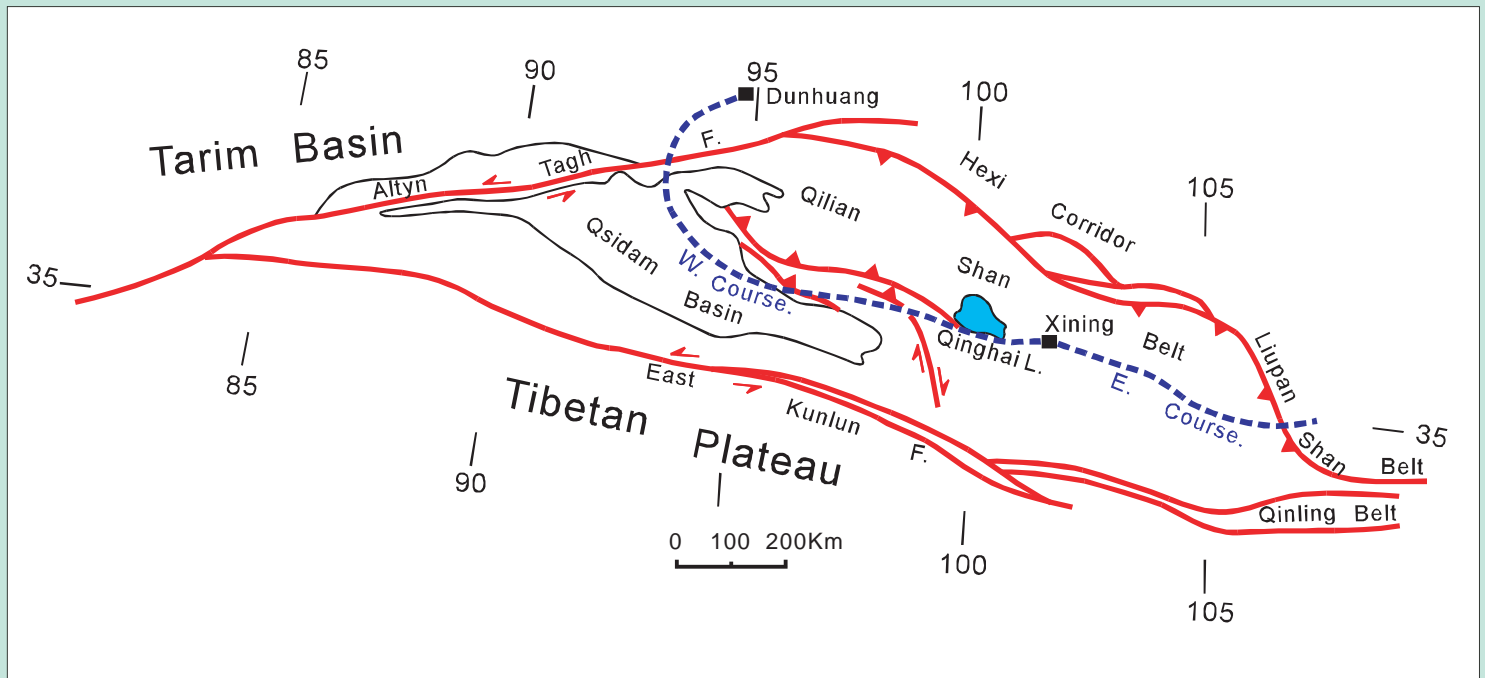 85
90
95
Dunhuang
100
Tarim Basin
F.
Hexi
Altyn Tagh
105
Qilian
Corridor
Qsidam
35
W. Course.
Shan
Basin
Xining
Qinghai L.
Belt
Liupan
85
East
E. Course.
Tibetan Plateau
Kunlun
F.
35
Shan
Belt
90
Qinling Belt
0 100 200Km
100
105